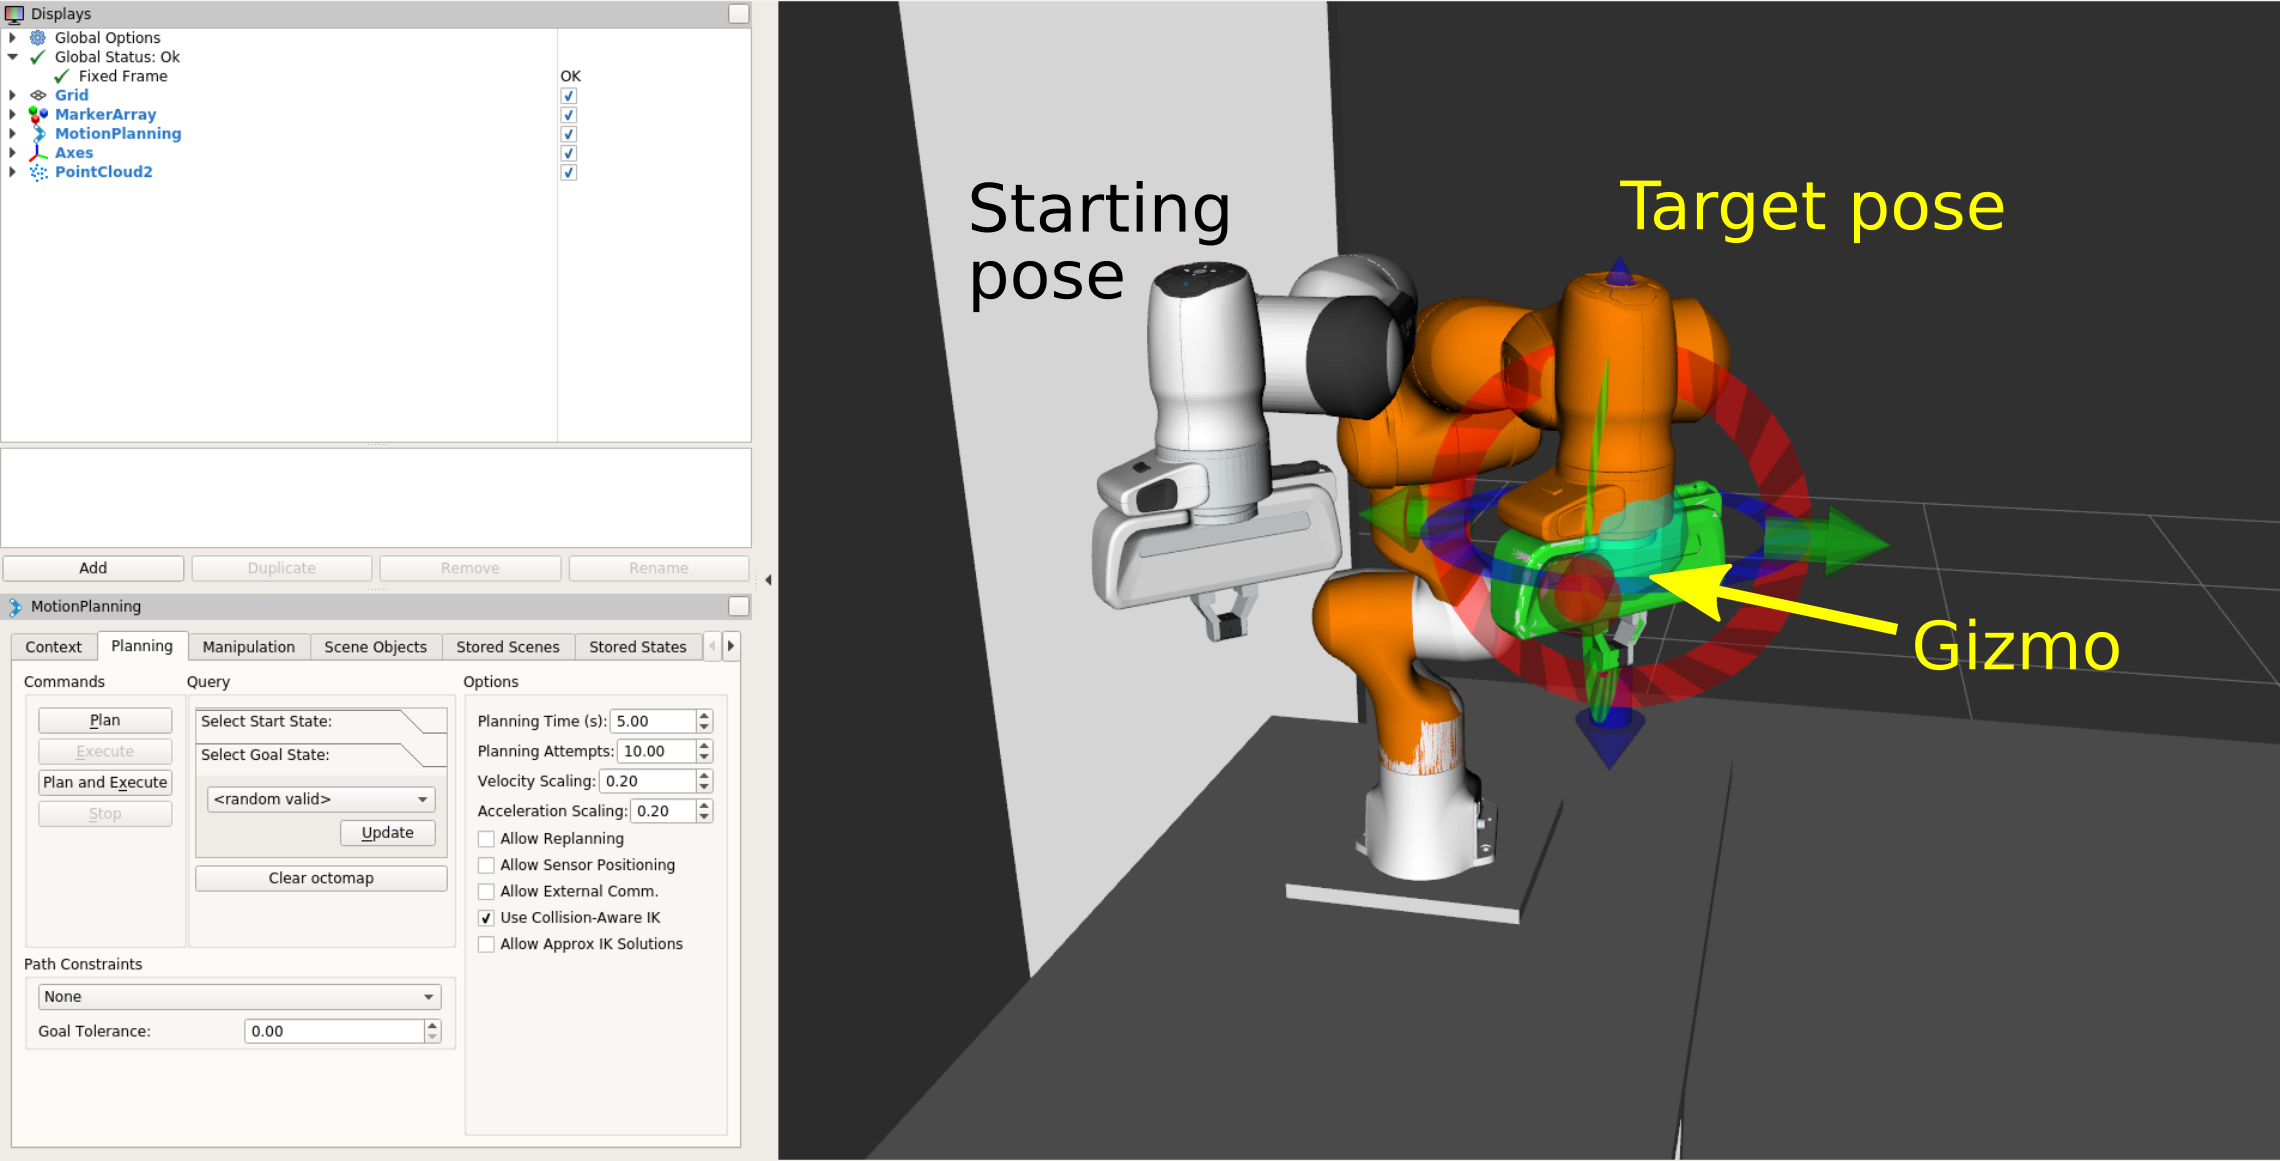 Displays
Global Options
Global Status: Ok
Fixed Frame OK
Grid
MarkerArray
MotionPlanning
Axes
PointCloud2
Add Duplicate Remove Rename
MotionPlanning
Context Planning Manipulation Scene Objects Stored Scenes Stored States
Commands
Plan
Execute
Plan and Execute
Stop
Query
Select Start State:
Select Goal State:
<random valid>
Update
Clear octomap
Options
Planning Time (s): 5.00
Planning Attempts: 10.00
Velocity Scaling: 0.20
Acceleration Scaling: 0.20
Allow Replanning
Allow Sensor Positioning
Allow External Comm.
Use Collision-Aware IK
Allow Approx IK Solutions
Path Constraints
None
Goal Tolerance: 0.00
Starting
pose
Target pose
Gizmo